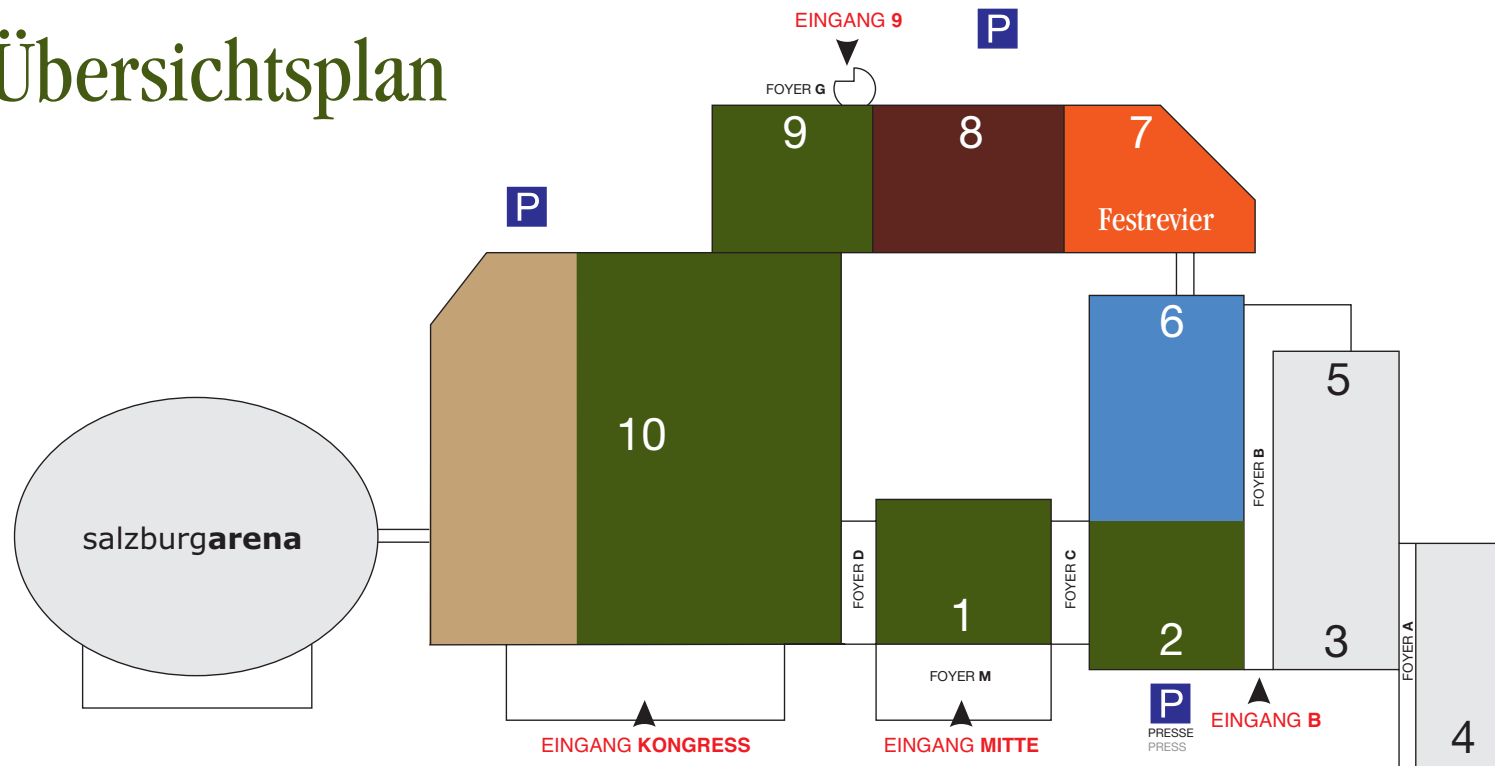 Übersichtsplan
EINGANG 9
P
FOYER G
9
8
7
Festrevier
P
6
5
10
FOYER B
salzburgarena
FOYER D
FOYER C
1
2
3
FOYER A
FOYER M
P
PRESSE
PRESS
EINGANG B
EINGANG KONGRESS
EINGANG MITTE
4